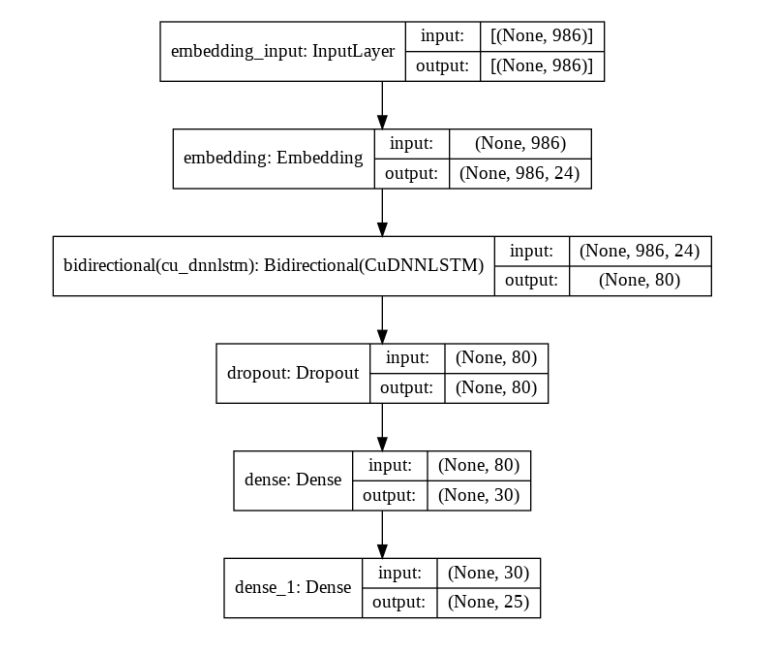 embedding_input: InputLayer
input: [(None, 986)]
output: [(None, 986)]
embedding: Embedding
input: (None, 986)
output: (None, 986, 24)
bidirectional(cu_dnnlstm): Bidirectional(CuDNNLSTM)
input: (None, 986, 24)
output: (None, 80)
dropout: Dropout
input: (None, 80)
output: (None, 80)
dense: Dense
input: (None, 80)
output: (None, 30)
dense_1: Dense
input: (None, 30)
output: (None, 25)